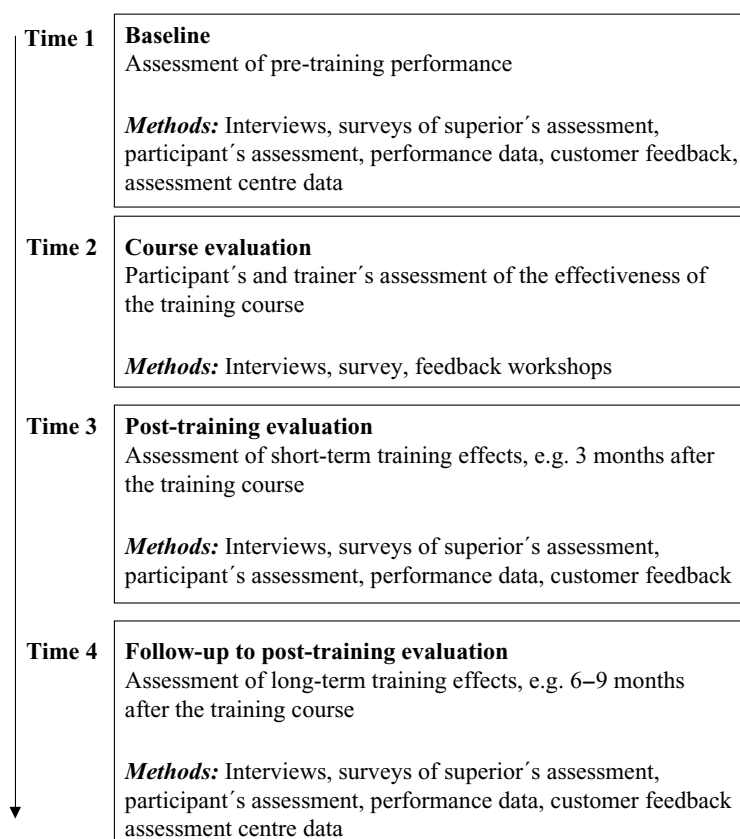 Time 1 Baseline
Assessment of pre-training performance
Methods: Interviews, surveys of superior´s assessment,
participant´s assessment, performance data, customer feedback,
assessment centre data
Time 2 Course evaluation
Participant´s and trainer´s assessment of the effectiveness of
the training course
Methods: Interviews, survey, feedback workshops
Time 3 Post-training evaluation
Assessment of short-term training effects, e.g. 3 months after
the training course
Methods: Interviews, surveys of superior´s assessment,
participant´s assessment, performance data, customer feedback
Time 4 Follow-up to post-training evaluation
Assessment of long-term training effects, e.g. 6–9 months
after the training course
Methods: Interviews, surveys of superior´s assessment,
participant´s assessment, performance data, customer feedback
assessment centre data